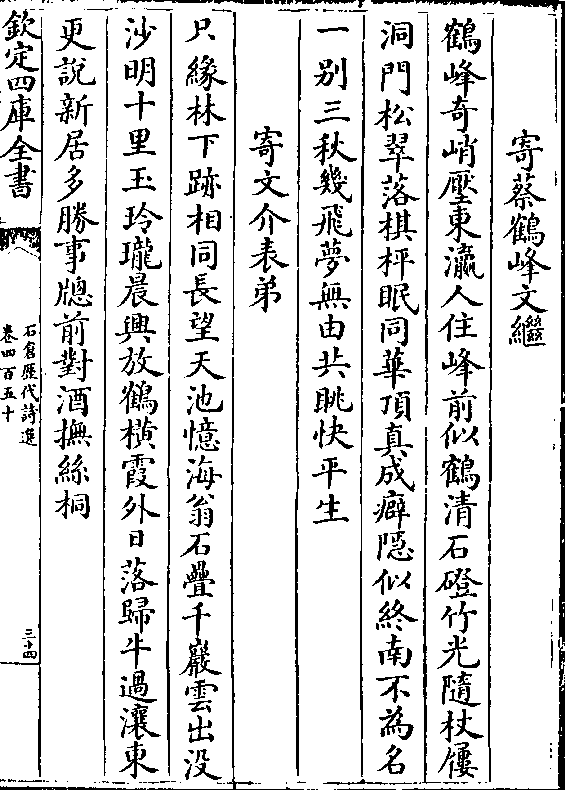 寄蔡鶴峰文繼
鶴峰奇峭壓東瀛人住峰前似鶴清石磴竹光隨杖屨
洞門松翠落棋枰眠同華頂真成癖隱似終南不為名
一别三秋幾飛夢無由共眺快平生
寄文介表弟
只緣林下跡相同長望天池憶海翁石疊千巖雲出没
沙明十里玉玲瓏晨興放鶴橫霞外日落歸牛過瀼東
更說新居多勝事牕前對酒撫絲桐
欽定四庫全書
石倉歷代詩選
卷四百五十
三十四